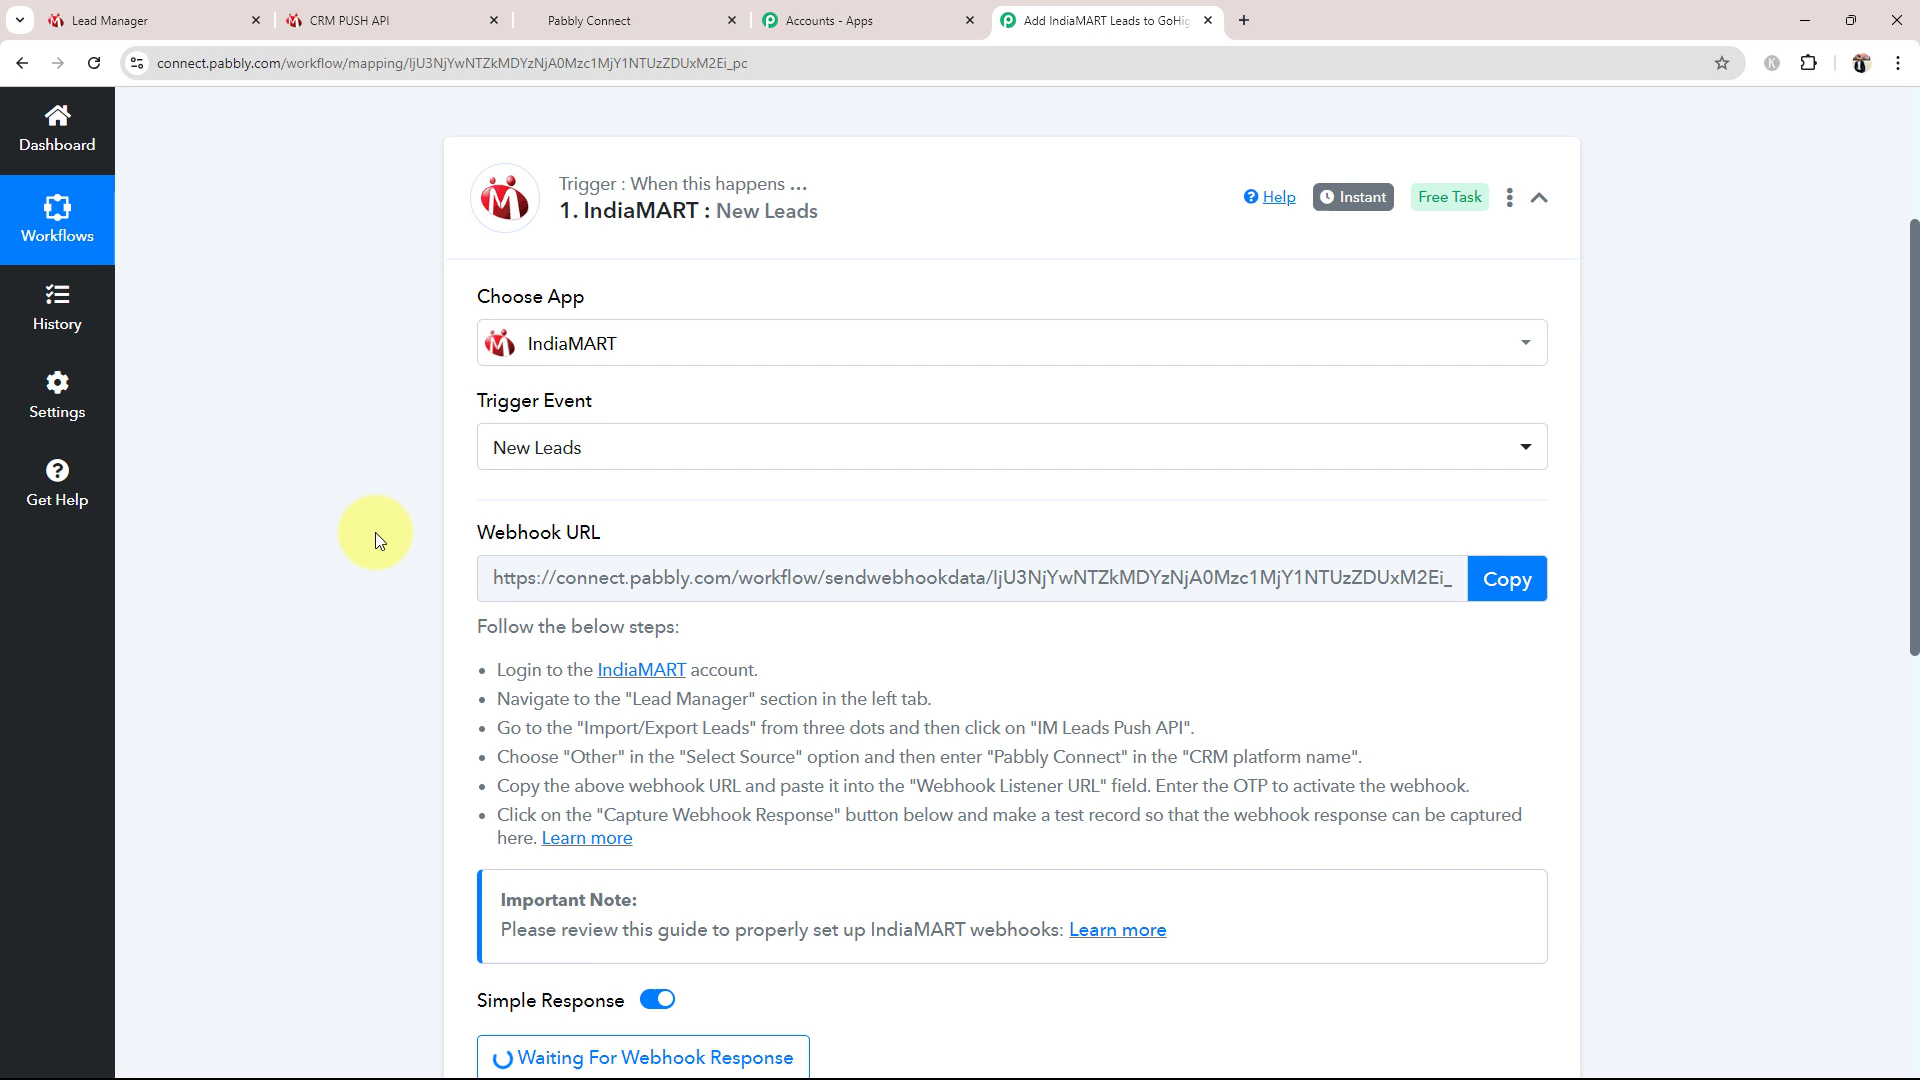 Lead Manager
CRM PUSH API
Pabbly Connect
Accounts - Apps
Add IndiaMART Leads to GoHig
connect.pabbly.com/workflow/mapping/IjU3NjYwNTZkMDYzNjA0Mzc1MjY1NTUzZDUxM2Ei_pc
K
Dashboard
Workflows
History
Settings
Get Help
Trigger : When this happens ...
1. IndiaMART : New Leads
Help
Instant
Free Task
Choose App
IndiaMART
Trigger Event
New Leads
Webhook URL
https://connect.pabbly.com/workflow/sendwebhookdata/IjU3NjYwNTZkMDYzNjA0Mzc1MjY1NTUzZDUxM2Ei_
Copy
Follow the below steps:
• Login to the IndiaMART account.
• Navigate to the "Lead Manager" section in the left tab.
• Go to the "Import/Export Leads" from three dots and then click on "IM Leads Push API".
• Choose "Other" in the "Select Source" option and then enter "Pabbly Connect" in the "CRM platform name".
• Copy the above webhook URL and paste it into the "Webhook Listener URL" field. Enter the OTP to activate the webhook.
• Click on the "Capture Webhook Response" button below and make a test record so that the webhook response can be captured
here. Learn more
Important Note:
Please review this guide to properly set up IndiaMART webhooks: Learn more
Simple Response
Waiting For Webhook Response